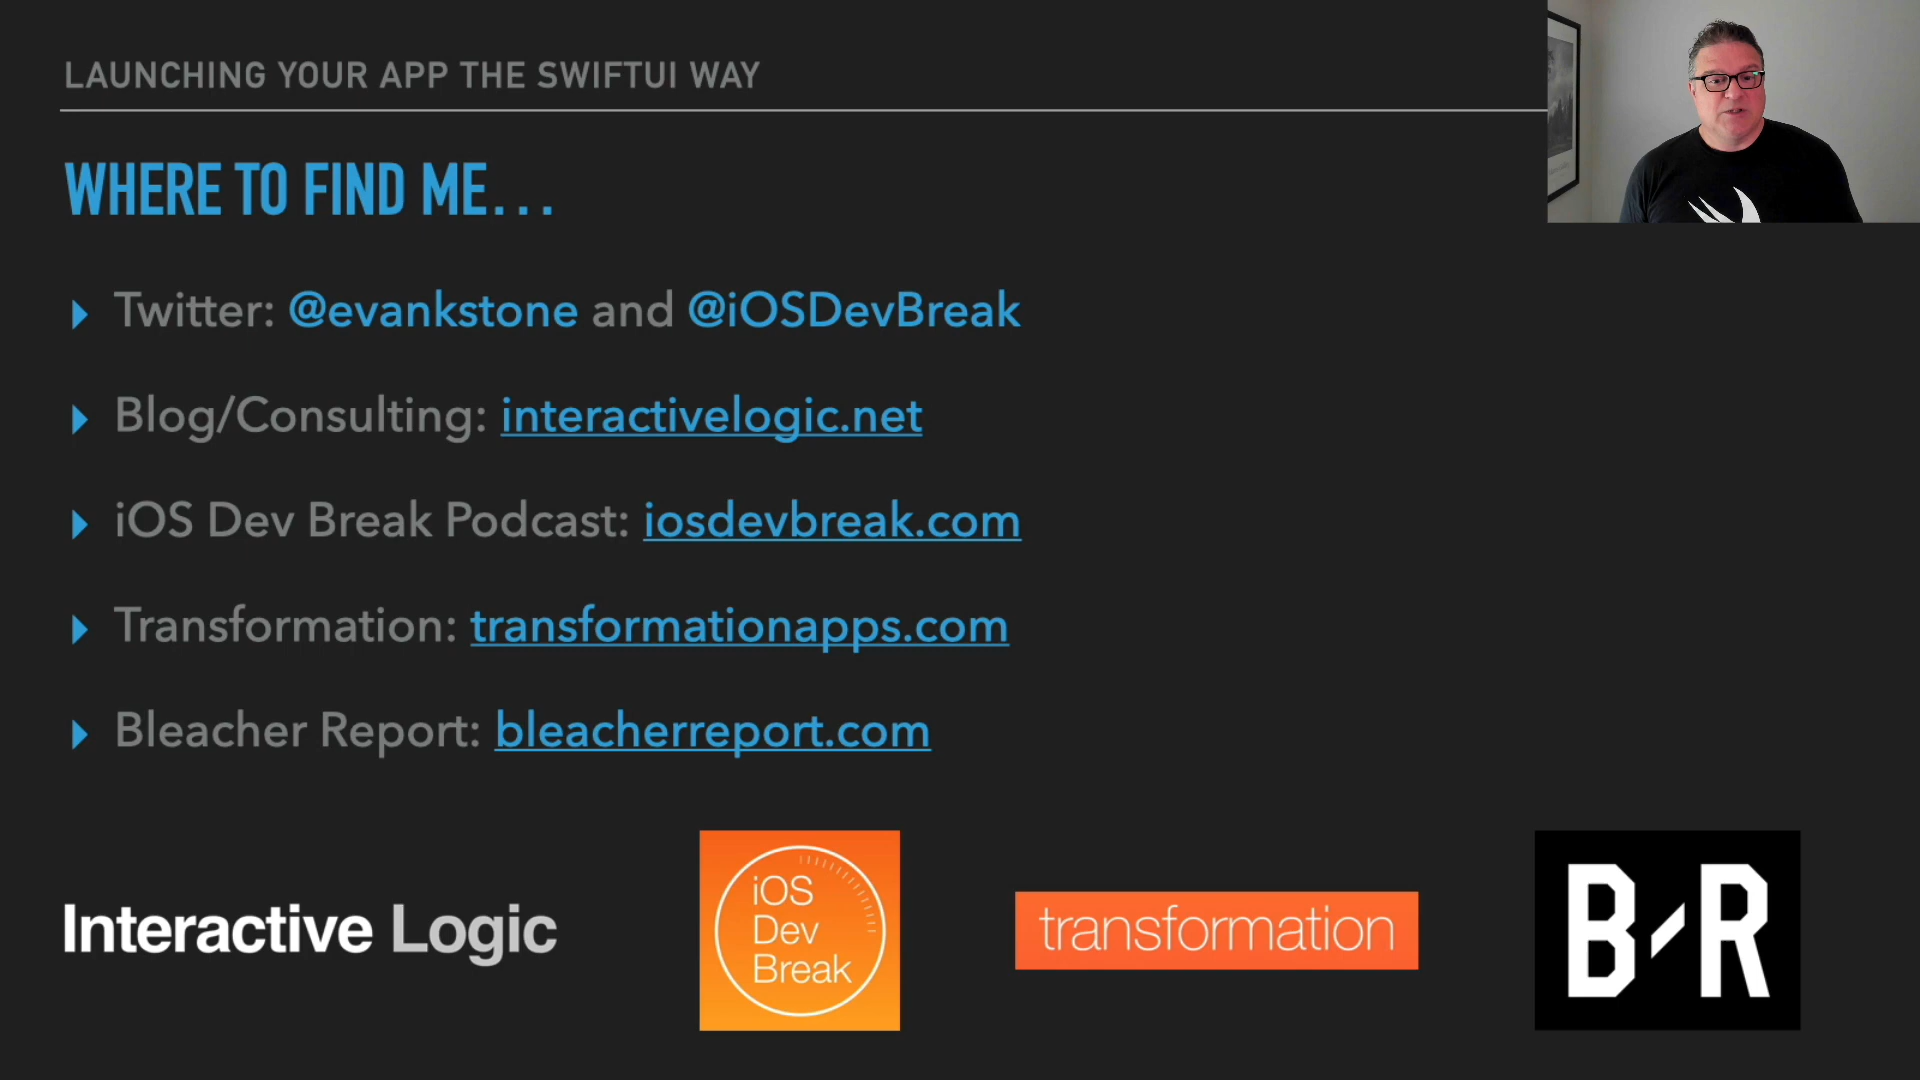 LAUNCHING YOUR APP THE SWIFTUI WAY
WHERE TO FIND ME...
Twitter: @evankstone and @iOSDevBreak
Blog/Consulting: interactivelogic.net
iOS Dev Break Podcast: iosdevbreak.com
Transformation: transformationapps.com
Bleacher Report: bleacherreport.com
Interactive Logic
iOS
Dev
Break
transformation
B-R